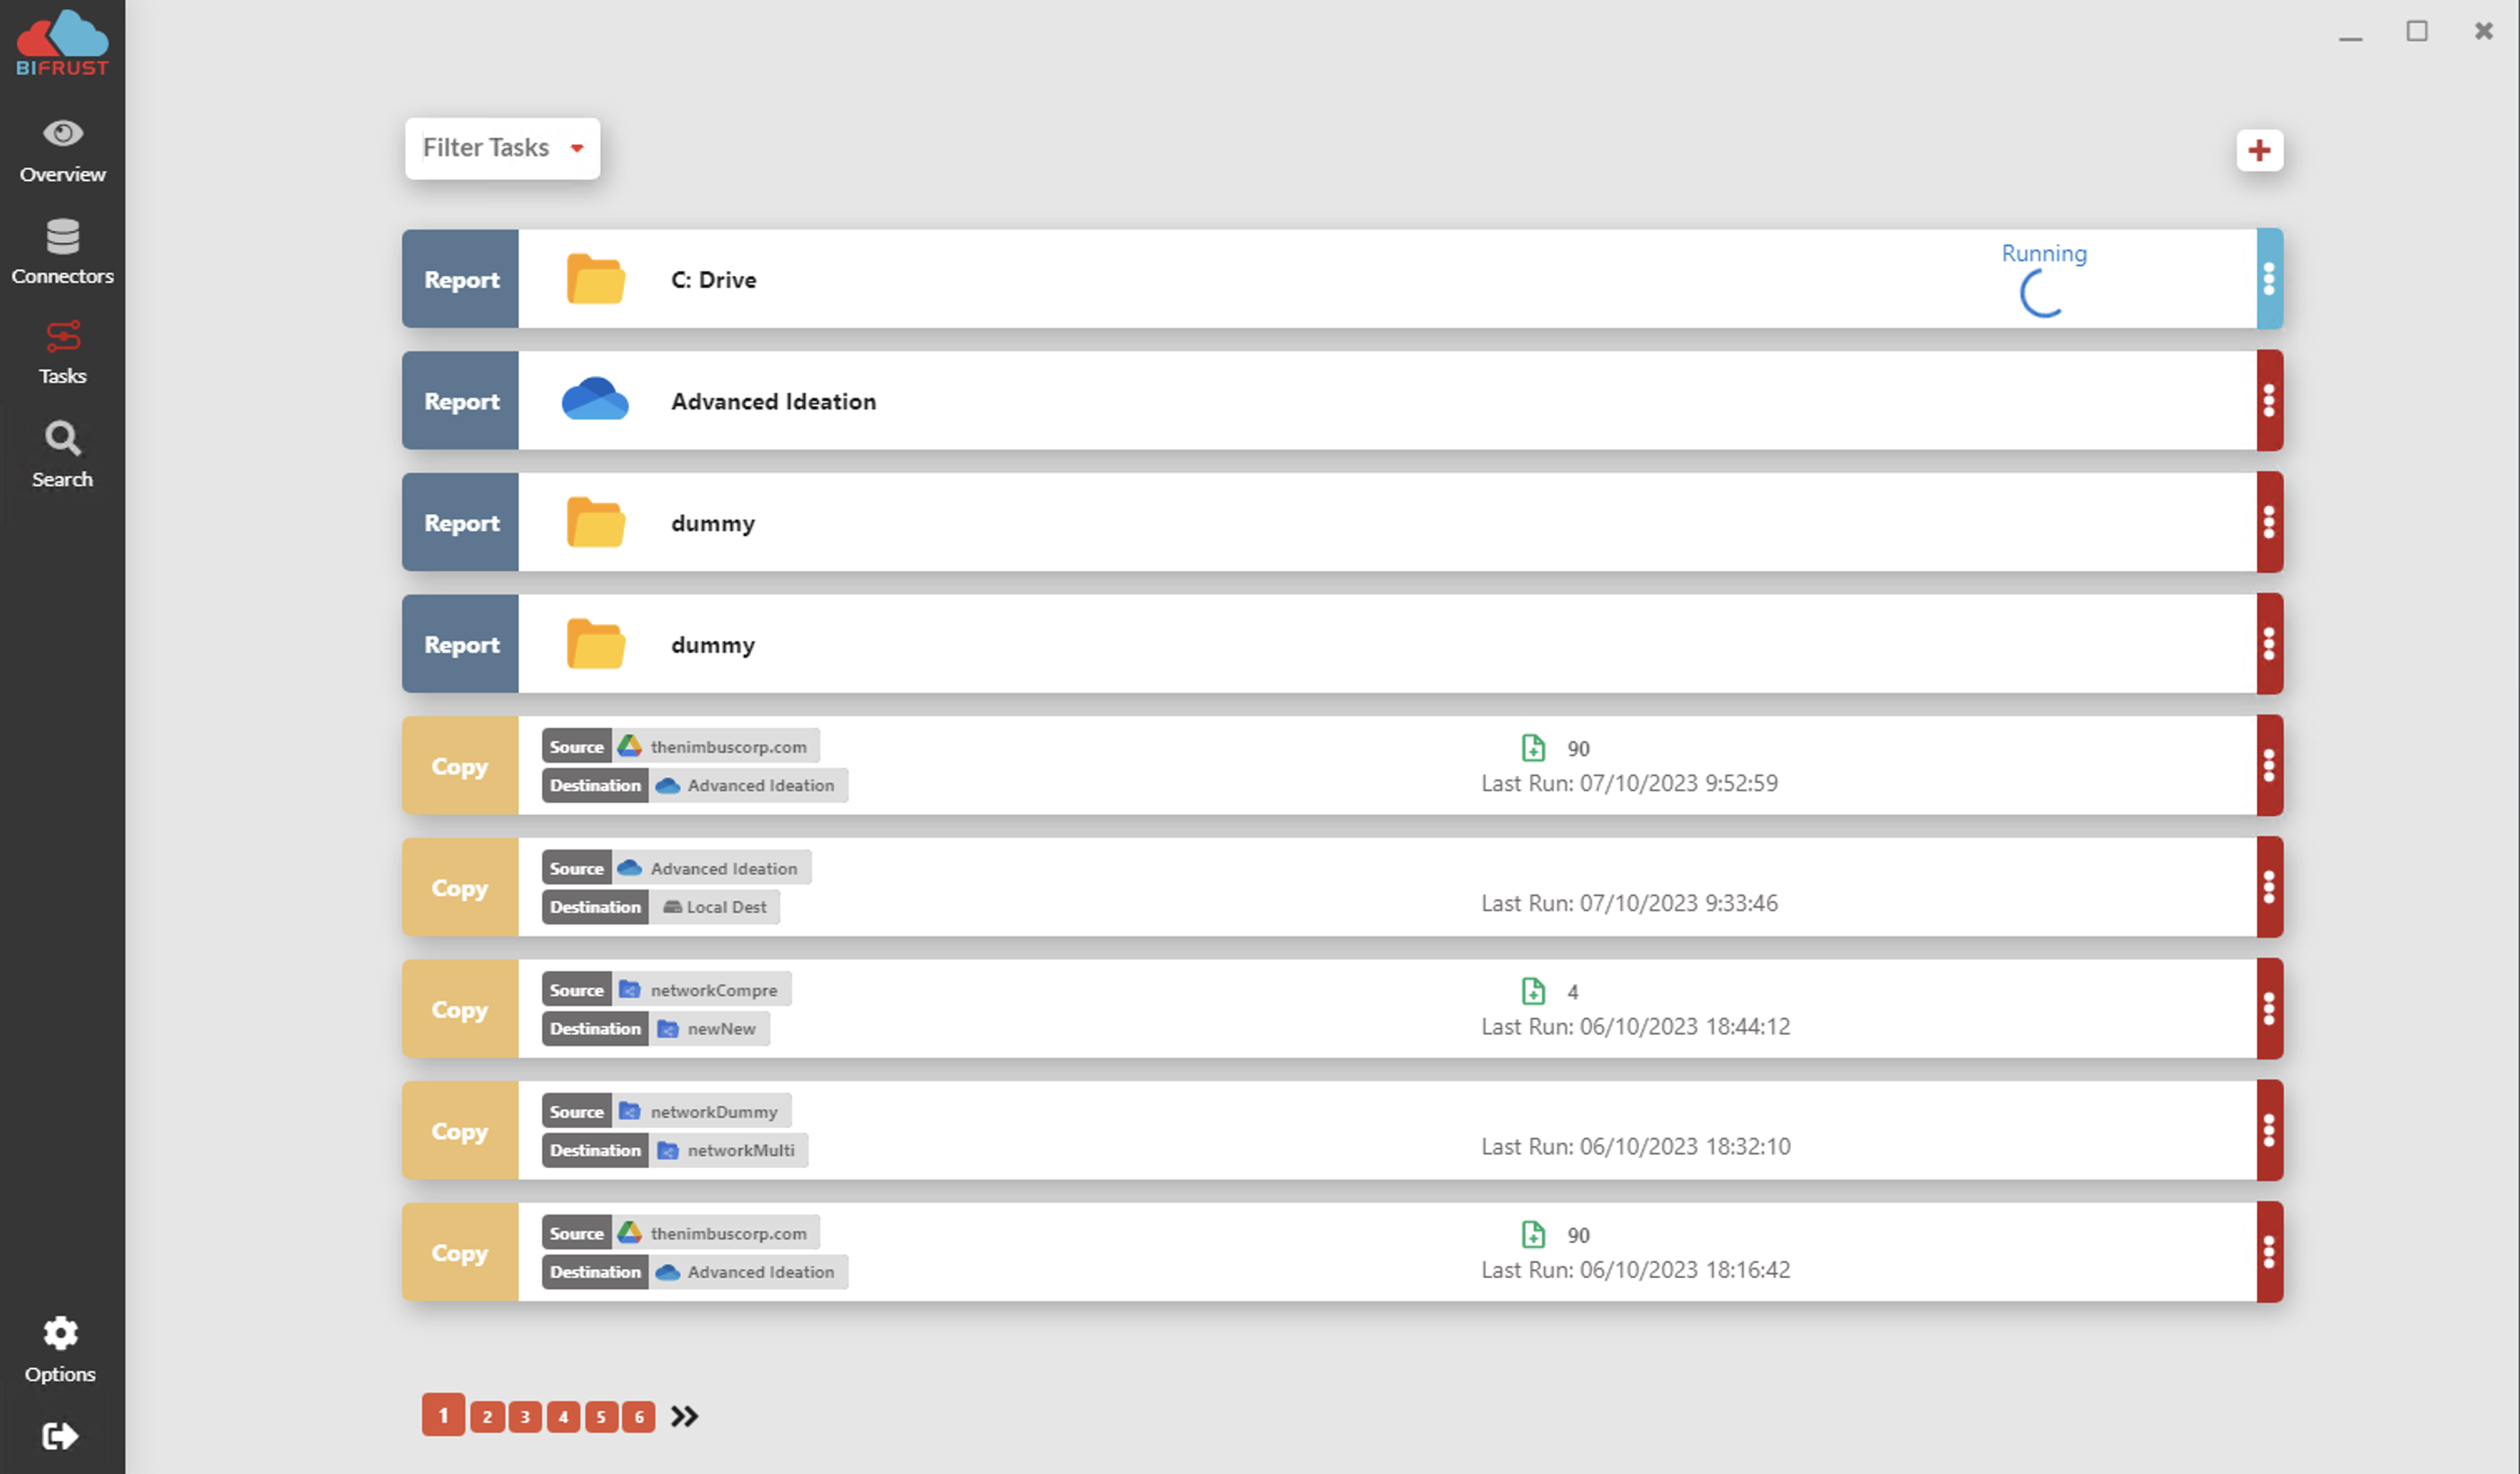 BIFRUST
Overview
Connectors
Tasks
Search
Options
Filter Tasks
Report
C: Drive
Running
Report
Advanced Ideation
Report
dummy
Report
dummy
Copy
Source thenimbuscorp.com
Destination Advanced Ideation
90
Last Run: 07/10/2023 9:52:59
Copy
Source Advanced Ideation
Destination Local Dest
Last Run: 07/10/2023 9:33:46
Copy
Source networkCompre
Destination newNew
4
Last Run: 06/10/2023 18:44:12
Copy
Source networkDummy
Destination networkMulti
Last Run: 06/10/2023 18:32:10
Copy
Source thenimbuscorp.com
Destination Advanced Ideation
90
Last Run: 06/10/2023 18:16:42
1 2 3 4 5 6